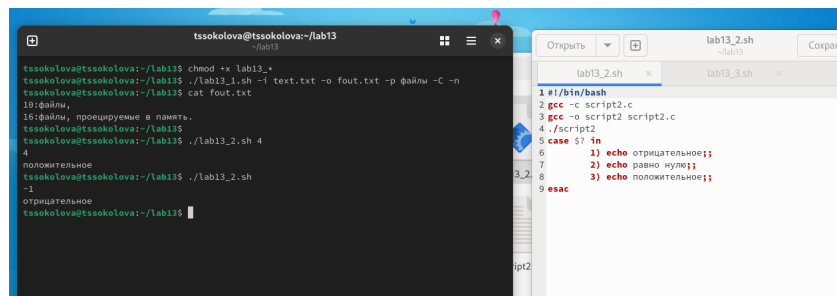 tssokolova@tssokolova:~/lab13
~/lab13
tssokolova@tssokolova:~/lab13$ chmod +x lab13_*
tssokolova@tssokolova:~/lab13$ ./lab13_1.sh -i text.txt -o fout.txt -p файлы -C -n
tssokolova@tssokolova:~/lab13$ cat fout.txt
10:файлы,
16:файлы, проецируемые в память.
tssokolova@tssokolova:~/lab13$
tssokolova@tssokolova:~/lab13$ ./lab13_2.sh 4
4
положительное
tssokolova@tssokolova:~/lab13$ ./lab13_2.sh
-1
отрицательное
tssokolova@tssokolova:~/lab13$
3_2.
ript2
Открыть
lab13_2.sh
~/lab13
Сохран
lab13_2.sh ×
lab13_3.sh ×
1 #!/bin/bash
2 gcc -c script2.c
3 gcc -o script2 script2.c
4 ./script2
5 case $? in
6 1) echo отрицательное;;
7 2) echo равно нулю;;
8 3) echo положительное;;
9 esac